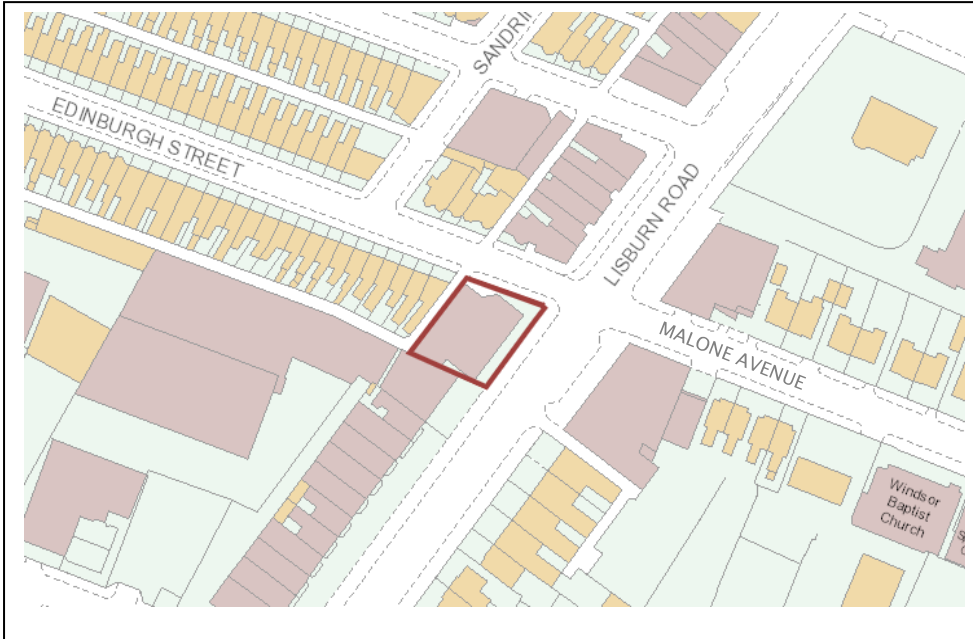 SANDRI
EDINBURGH STREET
LISBURN ROAD
MALONE AVENUE
Windsor
Baptist
Church